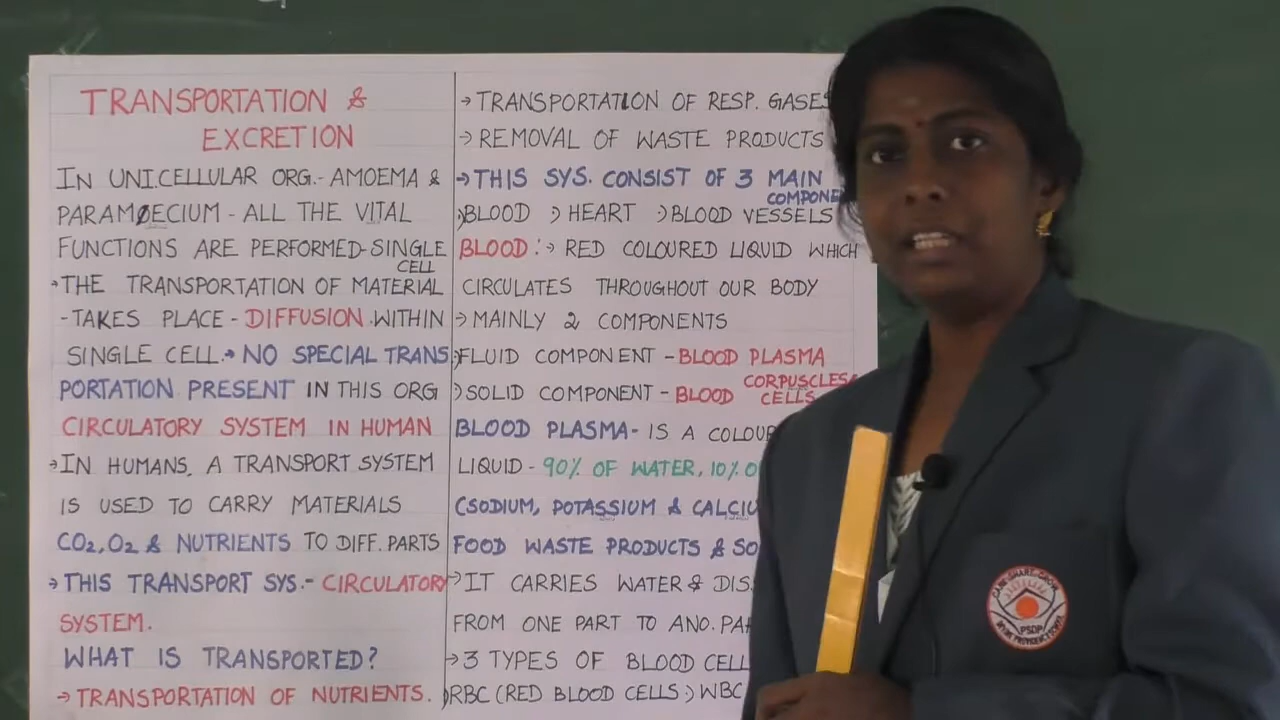 TRANSPORTATION &
EXCRETION
IN UNI.CELLULAR ORG.- AMOEMA &
PARAMOECIUM - ALL THE VITAL
FUNCTIONS ARE PERFORMED-SINGLE
CELL
→THE TRANSPORTATION OF MATERIAL
-TAKES PLACE - DIFFUSION WITHIN
SINGLE CELL.→ NO SPECIAL TRANS
PORTATION PRESENT IN THIS ORG
CIRCULATORY SYSTEM IN HUMAN
→IN HUMANS, A TRANSPORT SYSTEM
IS USED TO CARRY MATERIALS
CO2, O2 & NUTRIENTS TO DIFF. PARTS
→THIS TRANSPORT SYS.- CIRCULATORY
SYSTEM.
WHAT IS TRANSPORTED?
→ TRANSPORTATION OF NUTRIENTS.
→ TRANSPORTATION OF RESP. GASES
→ REMOVAL OF WASTE PRODUCTS
→THIS SYS. CONSIST OF 3 MAIN
COMPONE
>BLOOD >HEART >BLOOD VESSELS
BLOOD:→ RED COLOURED LIQUID WHICH
CIRCULATES THROUGHOUT OUR BODY
→ MAINLY 2 COMPONENTS
>FLUID COMPONENT - BLOOD PLASMA
>SOLID COMPONENT - BLOOD CORPUSCLES/
CELLS
BLOOD PLASMA- IS A COLOU
LIQUID - 90% OF WATER, 10% O
(SODIUM, POTASSIUM & CALCIU
FOOD WASTE PRODUCTS & SO
→IT CARRIES WATER & DIS
FROM ONE PART TO ANO. PA
→3 TYPES OF BLOOD CELL
>RBC (RED BLOOD CELLS >WBC
PSDP